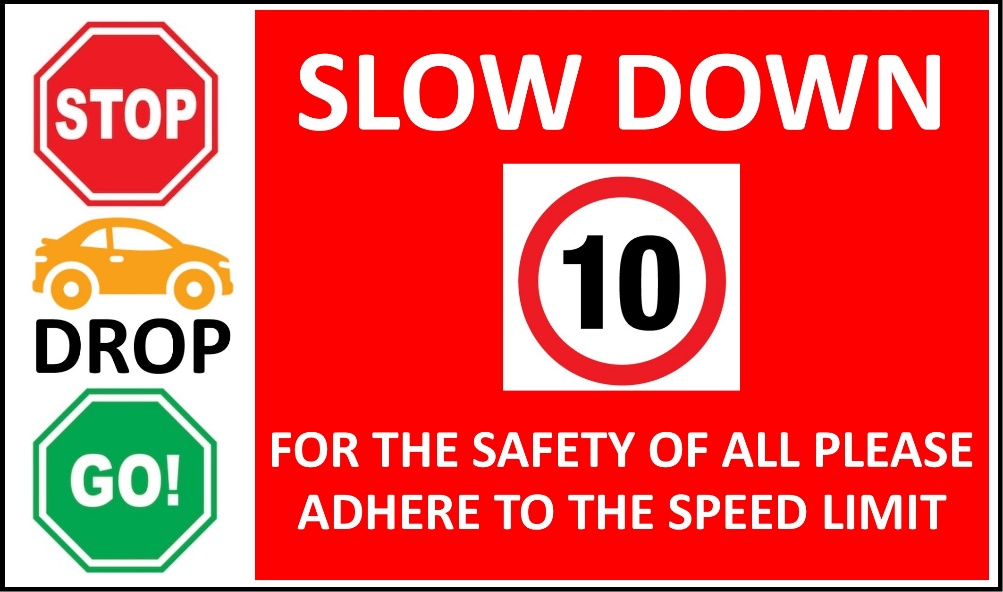 STOP
DROP
GO!
SLOW DOWN
10
FOR THE SAFETY OF ALL PLEASE
ADHERE TO THE SPEED LIMIT